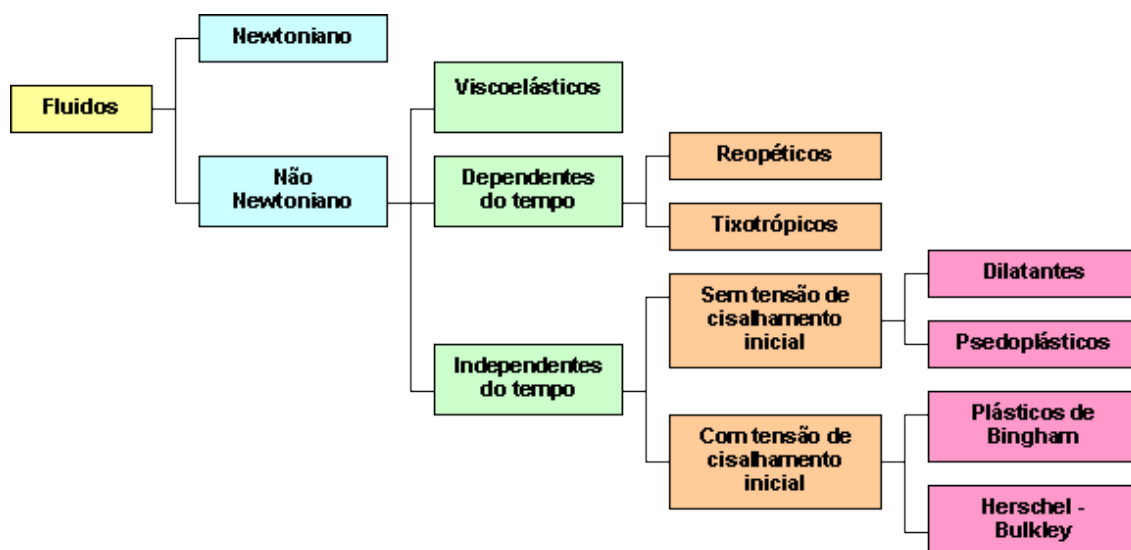 Newtoniano
Fluidos
Viscoelásticos
Não
Newtoniano
Dependentes
do tempo
Reopéticos
Tixotrópicos
Independentes
do tempo
Sem tensão de
cisalhamento
inicial
Dilatantes
Psedoplásticos
Com tensão de
cisalhamento
inicial
Plásticos de
Bingham
Herschel -
Bulkley